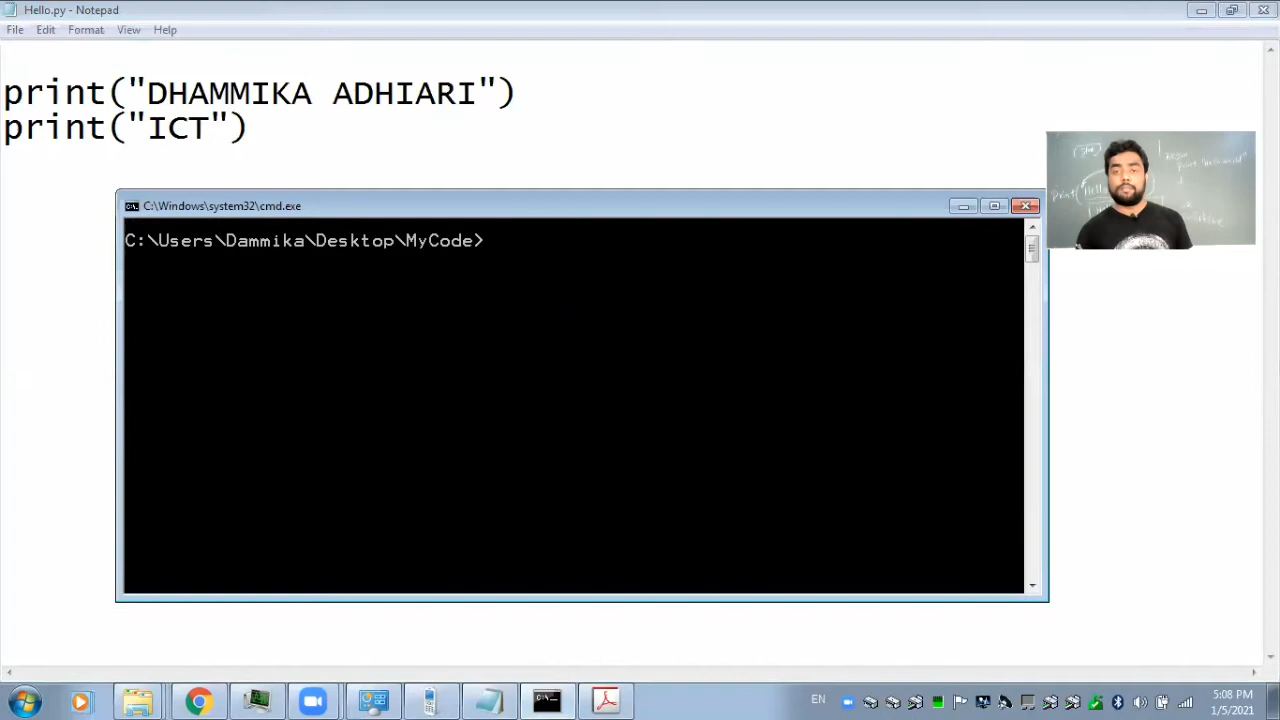 Hello.py - Notepad
File Edit Format View Help
print("DHAMMIKA ADHIARI")
print("ICT")
C:\Windows\system32\cmd.exe
C:\Users\Dammika\Desktop\MyCode>
EN
5:08 PM
1/5/2021